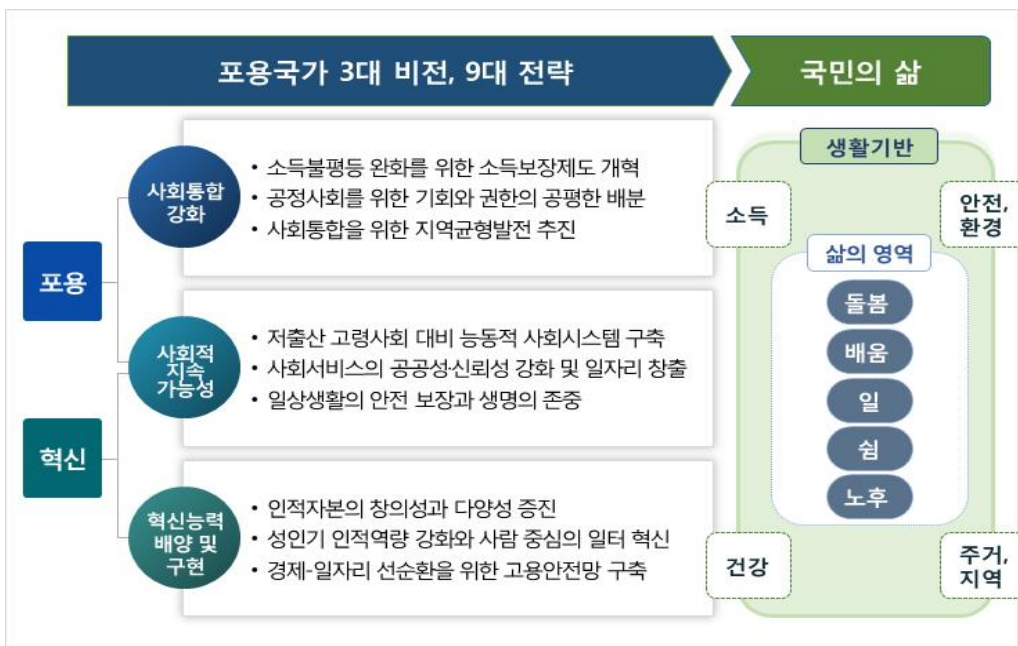 포용국가 3대 비전, 9대 전략
국민의 삶
포용
혁신
사회통합
강화
• 소득불평등 완화를 위한 소득보장제도 개혁
• 공정사회를 위한 기회와 권한의 공평한 배분
• 사회통합을 위한 지역균형발전 추진
사회적
지속
가능성
• 저출산 고령사회 대비 능동적 사회시스템 구축
• 사회서비스의 공공성·신뢰성 강화 및 일자리 창출
• 일상생활의 안전 보장과 생명의 존중
혁신능력
배양 및
구현
• 인적자본의 창의성과 다양성 증진
• 성인기 인적역량 강화와 사람 중심의 일터 혁신
• 경제-일자리 선순환을 위한 고용안전망 구축
생활기반
소득
안전,
환경
삶의 영역
돌봄
배움
일
쉼
노후
건강
주거,
지역